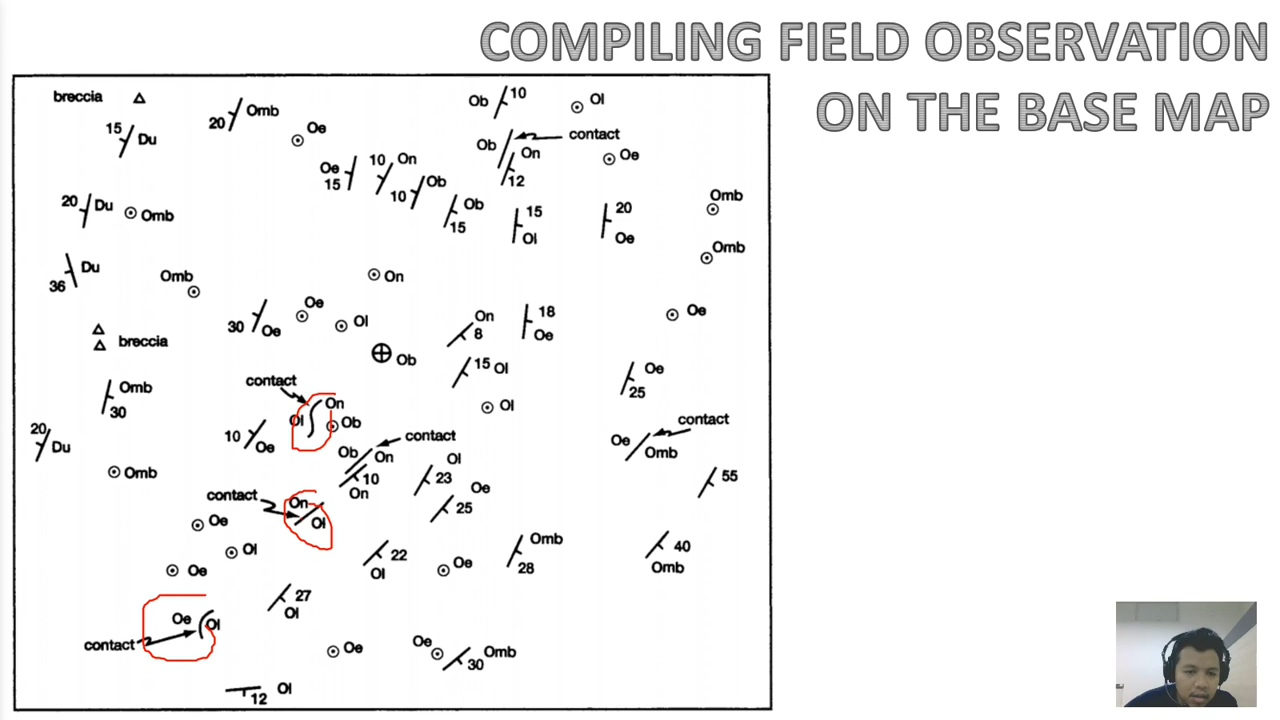 COMPILING FIELD OBSERVATION
ON THE BASE MAP
breccia
15
Du
20
Omb
Oe
Ob
10
Ol
Ob
contact
On
12
Oe
Oe
15
10
On
10
Ob
Ob
15
15
Ol
20
Oe
Omb
Omb
20
Du
Omb
36
Du
Omb
On
30
Oe
Oe
Ol
Ob
On
8
18
Oe
Oe
breccia
15
Ol
Oe
25
contact
Ol
On
Ob
Omb
30
Ol
20
Du
10
Oe
contact
Ob
On
10
On
contact
Oe
Omb
Omb
Ol
23
Oe
25
55
contact
On
Ol
Oe
Ol
Oe
22
Ol
Oe
Omb
28
40
Omb
27
Ol
contact
Oe
Ol
Oe
Oe
30
Omb
12
Ol